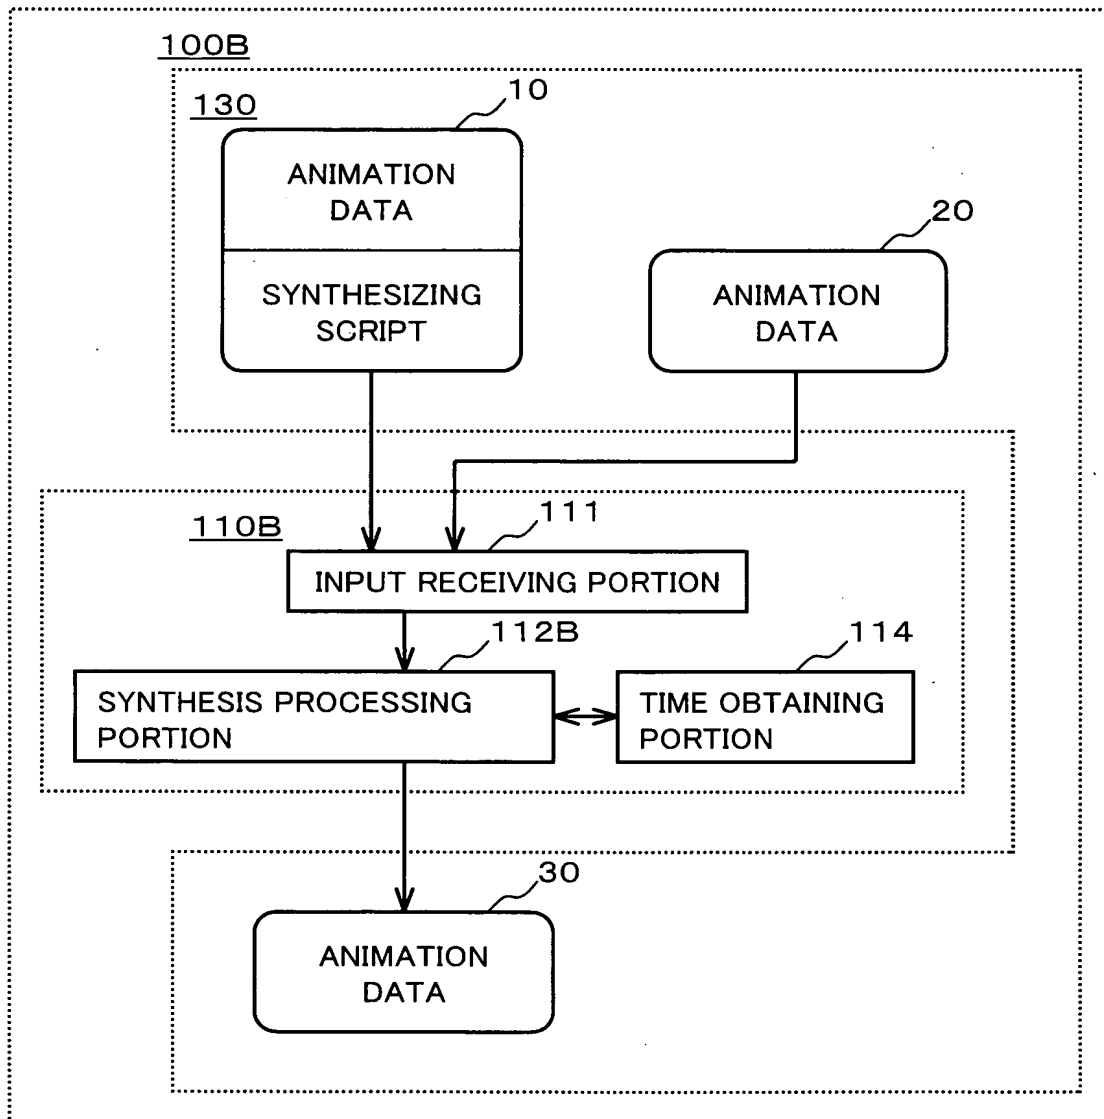 100B
130
10
ANIMATION
DATA
SYNTHESIZING
SCRIPT
20
ANIMATION
DATA
110B
111
INPUT RECEIVING PORTION
112B
SYNTHESIS PROCESSING
PORTION
114
TIME OBTAINING
PORTION
30
ANIMATION
DATA